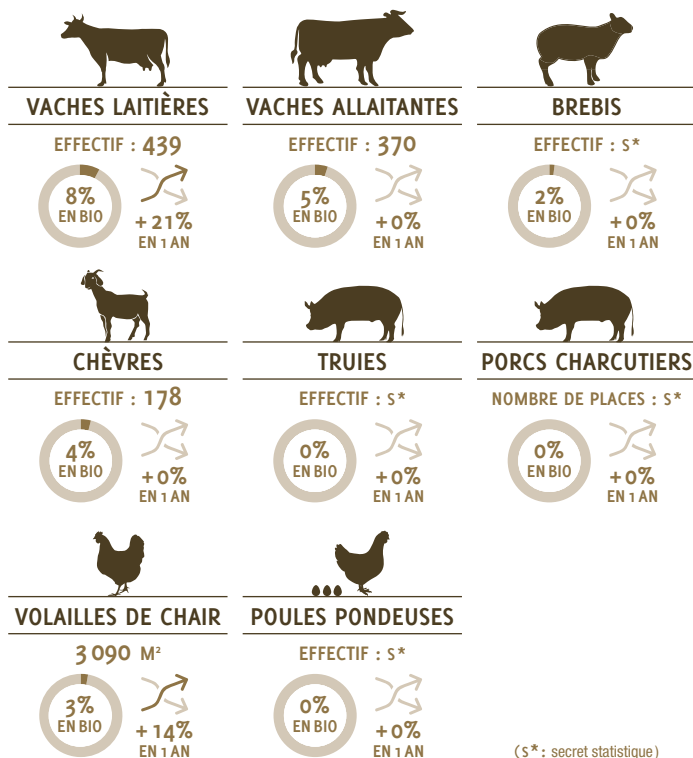 VACHES LAITIÈRES
EFFECTIF : 439
8%
EN BIO
+21%
EN 1 AN
VACHES ALLAITANTES
EFFECTIF : 370
5%
EN BIO
+0%
EN 1 AN
BREBIS
EFFECTIF : S*
2%
EN BIO
+0%
EN 1 AN
CHÈVRES
EFFECTIF : 178
4%
EN BIO
+0%
EN 1 AN
TRUIES
EFFECTIF : S*
0%
EN BIO
+0%
EN 1 AN
PORCS CHARCUTIERS
NOMBRE DE PLACES : S*
0%
EN BIO
+0%
EN 1 AN
VOLAILLES DE CHAIR
3 090 M²
3%
EN BIO
+14%
EN 1 AN
POULES PONDEUSES
EFFECTIF : S*
0%
EN BIO
+0%
EN 1 AN
(S* : secret statistique)